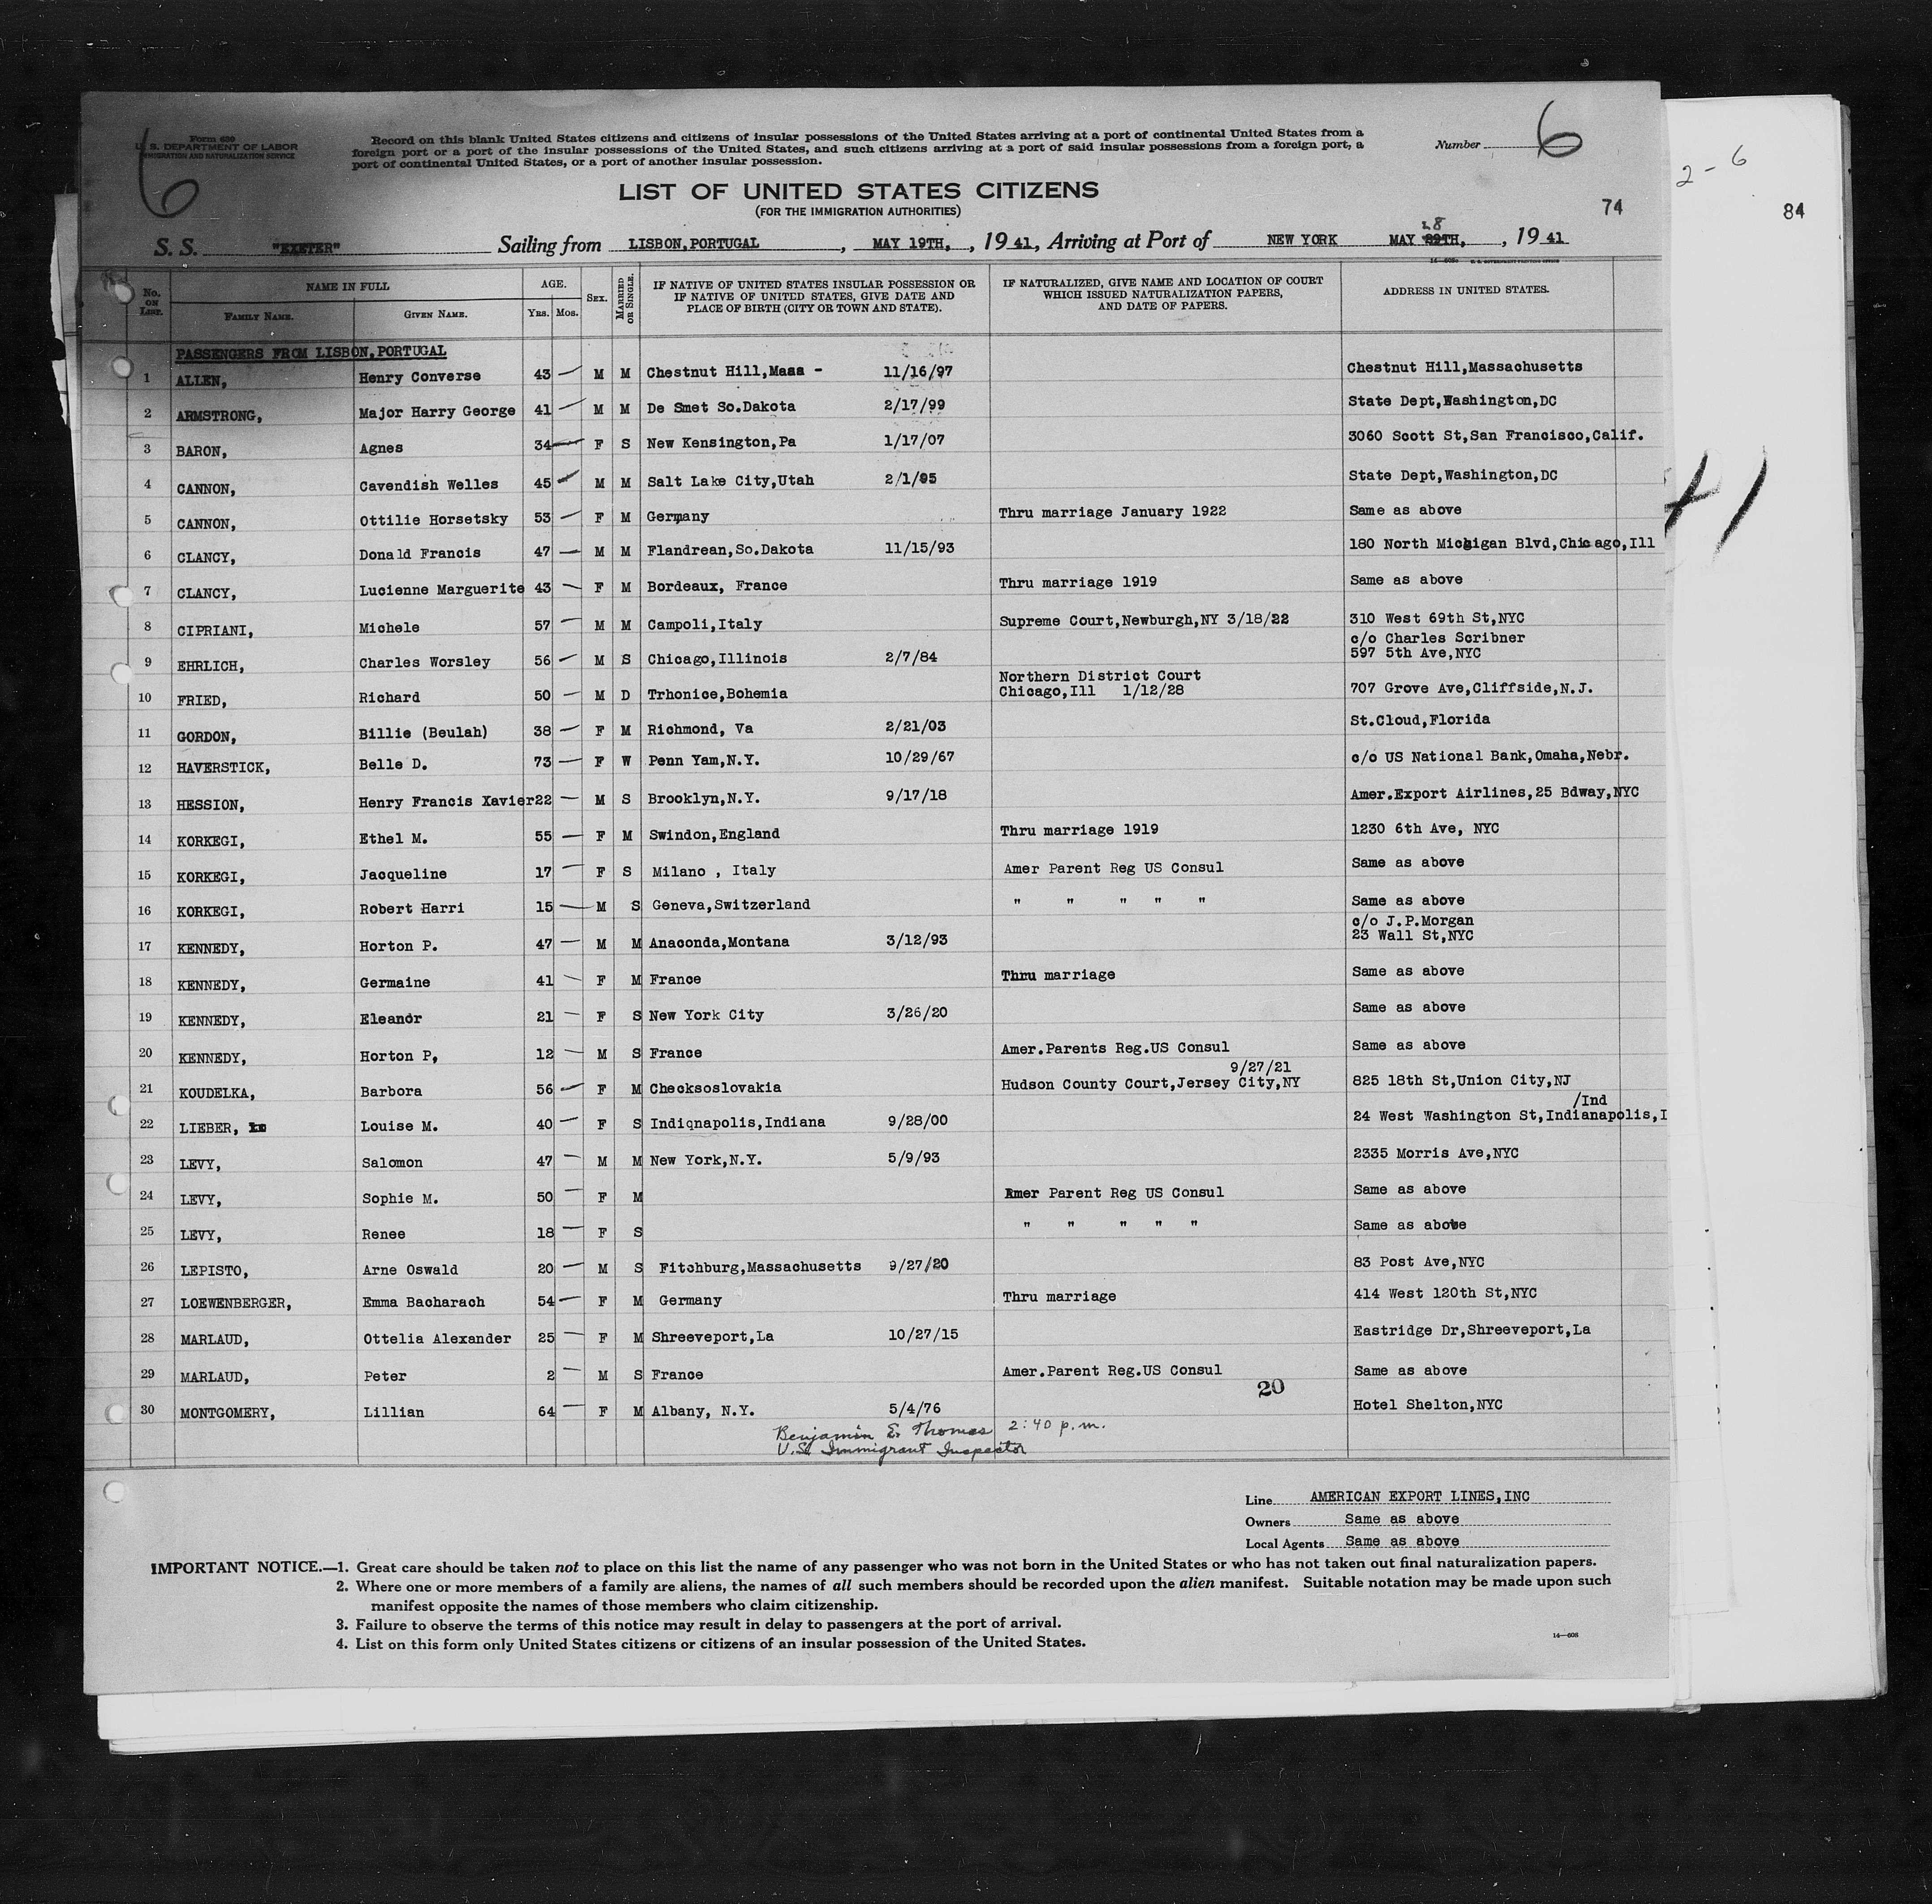 Form 630
U. S. DEPARTMENT OF LABOR
IMMIGRATION AND NATURALIZATION SERVICE
6
Record on this blank United States citizens and citizens of insular possessions of the United States arriving at a port of continental United States from a
foreign port or a port of the insular possessions of the United States, and such citizens arriving at a port of said insular possessions from a foreign port, a
port of continental United States, or a port of another insular possession.
Number 6
2-6
LIST OF UNITED STATES CITIZENS
(FOR THE IMMIGRATION AUTHORITIES)
74
84
S. S. "EXETER" Sailing from LISBON,PORTUGAL , MAY 19TH, , 19 41, Arriving at Port of NEW YORK MAY 28 TH, , 19 41
No. ON LIST. NAME IN FULL FAMILY NAME. GIVEN NAME. AGE. YRS. MOS. SEX. MARRIED OR SINGLE. IF NATIVE OF UNITED STATES INSULAR POSSESSION OR IF NATIVE OF UNITED STATES, GIVE DATE AND PLACE OF BIRTH (CITY OR TOWN AND STATE). IF NATURALIZED, GIVE NAME AND LOCATION OF COURT WHICH ISSUED NATURALIZATION PAPERS, AND DATE OF PAPERS. ADDRESS IN UNITED STATES.
PASSENGERS FROM LISBON,PORTUGAL
1 ALLEN, Henry Converse 43 M M Chestnut Hill,Mass - 11/16/97 Chestnut Hill,Massachusetts
2 ARMSTRONG, Major Harry George 41 M M De Smet So.Dakota 2/17/99 State Dept,Washington,DC
3 BARON, Agnes 34 F S New Kensington,Pa 1/17/07 3060 Scott St,San Francisco,Calif.
4 CANNON, Cavendish Welles 45 M M Salt Lake City,Utah 2/1/95 State Dept,Washington,DC
5 CANNON, Ottilie Horsetsky 53 F M Germany Thru marriage January 1922 Same as above
6 CLANCY, Donald Francis 47 M M Flandrean,So.Dakota 11/15/93 180 North Michigan Blvd,Chicago,Ill
7 CLANCY, Lucienne Marguerite 43 F M Bordeaux, France Thru marriage 1919 Same as above
8 CIPRIANI, Michele 57 M M Campoli,Italy Supreme Court,Newburgh,NY 3/18/22 310 West 69th St,NYC
9 EHRLICH, Charles Worsley 56 M S Chicago,Illinois 2/7/84 c/o Charles Scribner 597 5th Ave,NYC
10 FRIED, Richard 50 M D Trhonice,Bohemia Northern District Court Chicago,Ill 1/12/28 707 Grove Ave,Cliffside,N.J.
11 GORDON, Billie (Beulah) 38 F M Richmond, Va 2/21/03 St.Cloud,Florida
12 HAVERSTICK, Belle D. 73 F W Penn Yam,N.Y. 10/29/67 c/o US National Bank,Omaha,Nebr.
13 HESSION, Henry Francis Xavier 22 M S Brooklyn,N.Y. 9/17/18 Amer.Export Airlines,25 Bdway,NYC
14 KORKEGI, Ethel M. 55 F M Swindon,England Thru marriage 1919 1230 6th Ave, NYC
15 KORKEGI, Jacqueline 17 F S Milano , Italy Amer Parent Reg US Consul Same as above
16 KORKEGI, Robert Harri 15 M S Geneva,Switzerland " " " " " Same as above
17 KENNEDY, Horton P. 47 M M Anaconda,Montana 3/12/93 c/o J.P.Morgan 23 Wall St,NYC
18 KENNEDY, Germaine 41 F M France Thru marriage Same as above
19 KENNEDY, Eleanor 21 F S New York City 3/26/20 Same as above
20 KENNEDY, Horton P, 12 M S France Amer.Parents Reg.US Consul Same as above
21 KOUDELKA, Barbora 56 F M Checksoslovakia 9/27/21 Hudson County Court,Jersey City,NY 825 18th St,Union City,NJ
22 LIEBER, Louise M. 40 F S Indiqnapolis,Indiana 9/28/00 24 West Washington St,Indianapolis,I /Ind
23 LEVY, Salomon 47 M M New York,N.Y. 5/9/93 2335 Morris Ave,NYC
24 LEVY, Sophie M. 50 F M Amer Parent Reg US Consul Same as above
25 LEVY, Renee 18 F S " " " " " Same as above
26 LEPISTO, Arne Oswald 20 M S Fitchburg,Massachusetts 9/27/20 83 Post Ave,NYC
27 LOEWENBERGER, Emma Bacharach 54 F M Germany Thru marriage 414 West 120th St,NYC
28 MARLAUD, Ottelia Alexander 25 F M Shreeveport,La 10/27/15 Eastridge Dr,Shreeveport,La
29 MARLAUD, Peter 2 M S France Amer.Parent Reg.US Consul Same as above
20
30 MONTGOMERY, Lillian 64 F M Albany, N.Y. 5/4/76 Hotel Shelton,NYC
Benjamin E. Thomas 2:40 p.m.
U.S. Immigrant Inspector
Line AMERICAN EXPORT LINES,INC
Owners Same as above
Local Agents Same as above
IMPORTANT NOTICE.—1. Great care should be taken not to place on this list the name of any passenger who was not born in the United States or who has not taken out final naturalization papers.
2. Where one or more members of a family are aliens, the names of all such members should be recorded upon the alien manifest. Suitable notation may be made upon such
manifest opposite the names of those members who claim citizenship.
3. Failure to observe the terms of this notice may result in delay to passengers at the port of arrival.
4. List on this form only United States citizens or citizens of an insular possession of the United States.
14—608